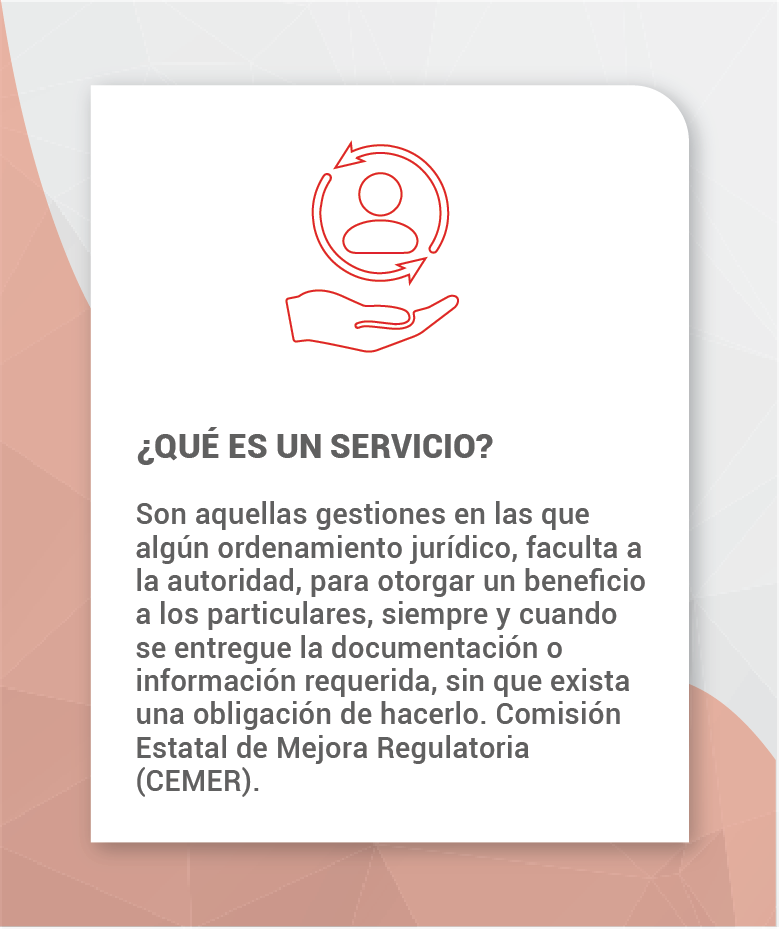 ¿QUÉ ES UN SERVICIO?
Son aquellas gestiones en las que
algún ordenamiento jurídico, faculta a
la autoridad, para otorgar un beneficio
a los particulares, siempre y cuando
se entregue la documentación o
información requerida, sin que exista
una obligación de hacerlo. Comisión
Estatal de Mejora Regulatoria
(CEMER).